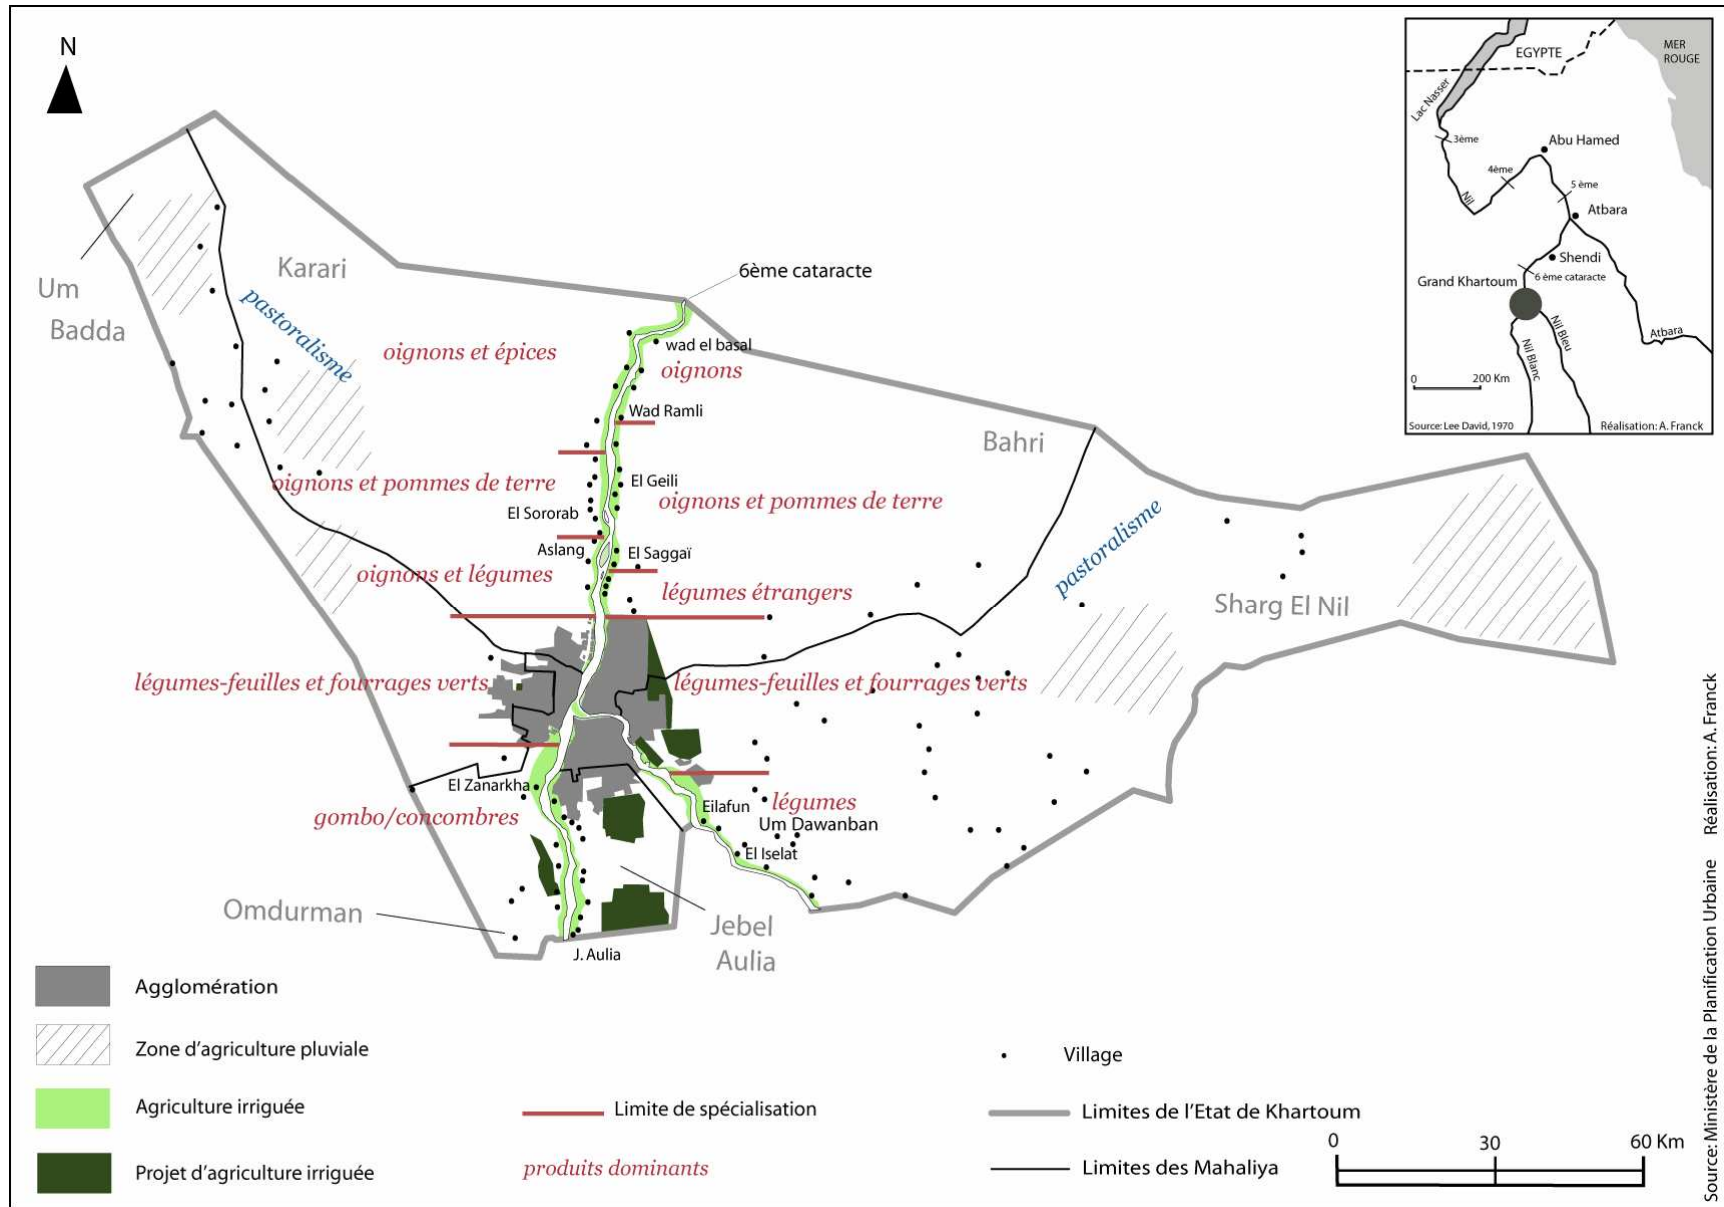 N
Um
Badda
Karari
pastoralisme
oignons et épices
6ème cataracte
wad el basal
oignons
Wad Ramli
Bahri
oignons et pommes de terre
El Geili
oignons et pommes de terre
El Sororab
Aslang
El Saggaï
oignons et légumes
légumes étrangers
pastoralisme
Sharg El Nil
légumes-feuilles et fourrages verts
légumes-feuilles et fourrages verts
El Zanarkha
gombo/concombres
Eilafun
légumes
Um Dawanban
El Iselat
Omdurman
Jebel
Aulia
J. Aulia
EGYPTE
MER
ROUGE
Lac Nasser
3ème
Abu Hamed
4ème
5 ème
Nil
Atbara
Shendi
6 ème cataracte
Grand Khartoum
Nil Bleu
Nil Blanc
Atbara
0 200 Km
Source: Lee David, 1970
Réalisation: A. Franck
Agglomération
Zone d'agriculture pluviale
Agriculture irriguée
Projet d'agriculture irriguée
Limite de spécialisation
produits dominants
Village
Limites de l'Etat de Khartoum
Limites des Mahaliya
0 30 60 Km
Source: Ministère de la Planification Urbaine Réalisation: A. Franck